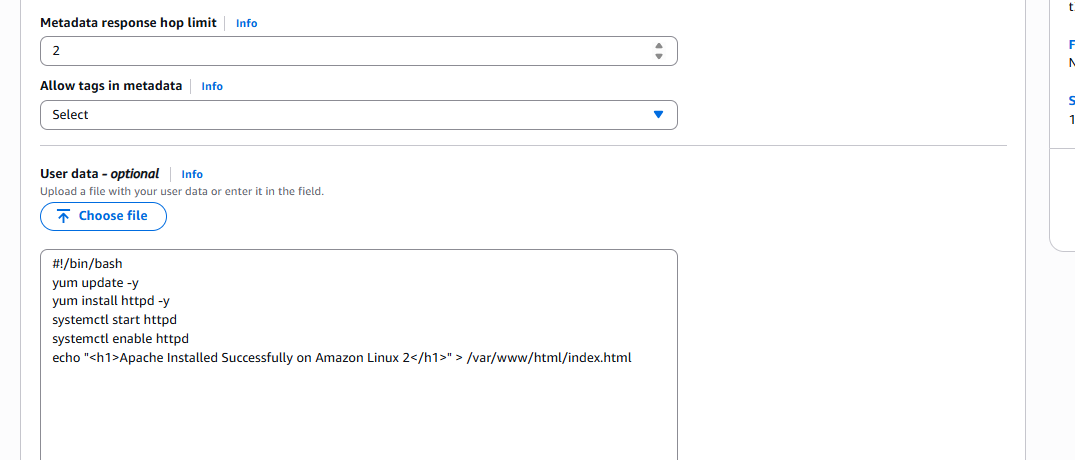 Metadata response hop limit Info
2
Allow tags in metadata Info
Select
User data - optional Info
Upload a file with your user data or enter it in the field.
Choose file
#!/bin/bash
yum update -y
yum install httpd -y
systemctl start httpd
systemctl enable httpd
echo "<h1>Apache Installed Successfully on Amazon Linux 2</h1>" > /var/www/html/index.html